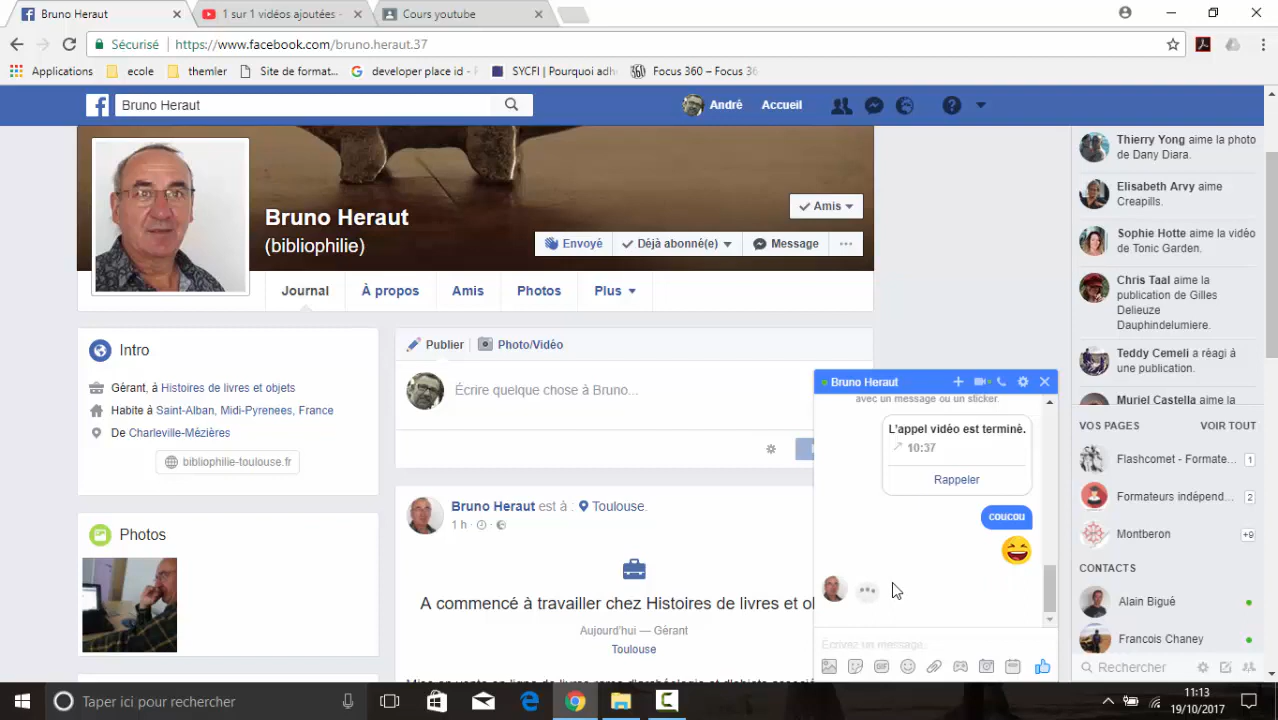 Bruno Heraut
1 sur 1 vidéos ajoutées -
Cours youtube
Sécurisé
https://www.facebook.com/bruno.heraut.37
Applications
ecole
themler
Site de format...
developer place id -
SYCFI | Pourquoi adh
Focus 360 – Focus 36
Bruno Heraut
André
Accueil
Bruno Heraut
(bibliophilie)
Amis
Envoyé
Déjà abonné(e)
Message
Journal
À propos
Amis
Photos
Plus
Intro
Gérant, à Histoires de livres et objets
Habite à Saint-Alban, Midi-Pyrenees, France
De Charleville-Mézières
bibliophilie-toulouse.fr
Photos
Publier
Photo/Vidéo
Écrire quelque chose à Bruno...
Bruno Heraut est à : Toulouse.
1 h
A commencé à travailler chez Histoires de livres et ob
Aujourd'hui — Gérant
Toulouse
Bruno Heraut
avec un message ou un sticker.
L'appel vidéo est terminé.
10:37
Rappeler
coucou
Écrivez un message...
Thierry Yong aime la photo
de Dany Diara.
Elisabeth Arvy aime
Creapills.
Sophie Hotte aime la vidéo
de Tonic Garden.
Chris Taal aime la
publication de Gilles
Delieuze
Dauphindelumiere.
Teddy Cemeli a réagi à
une publication.
Muriel Castella aime la
VOS PAGES
VOIR TOUT
Flashcomet - Formate...
1
Formateurs indépend...
2
Montberon
+9
CONTACTS
Alain Bigué
Francois Chaney
Rechercher
Taper ici pour rechercher
11:13
19/10/2017